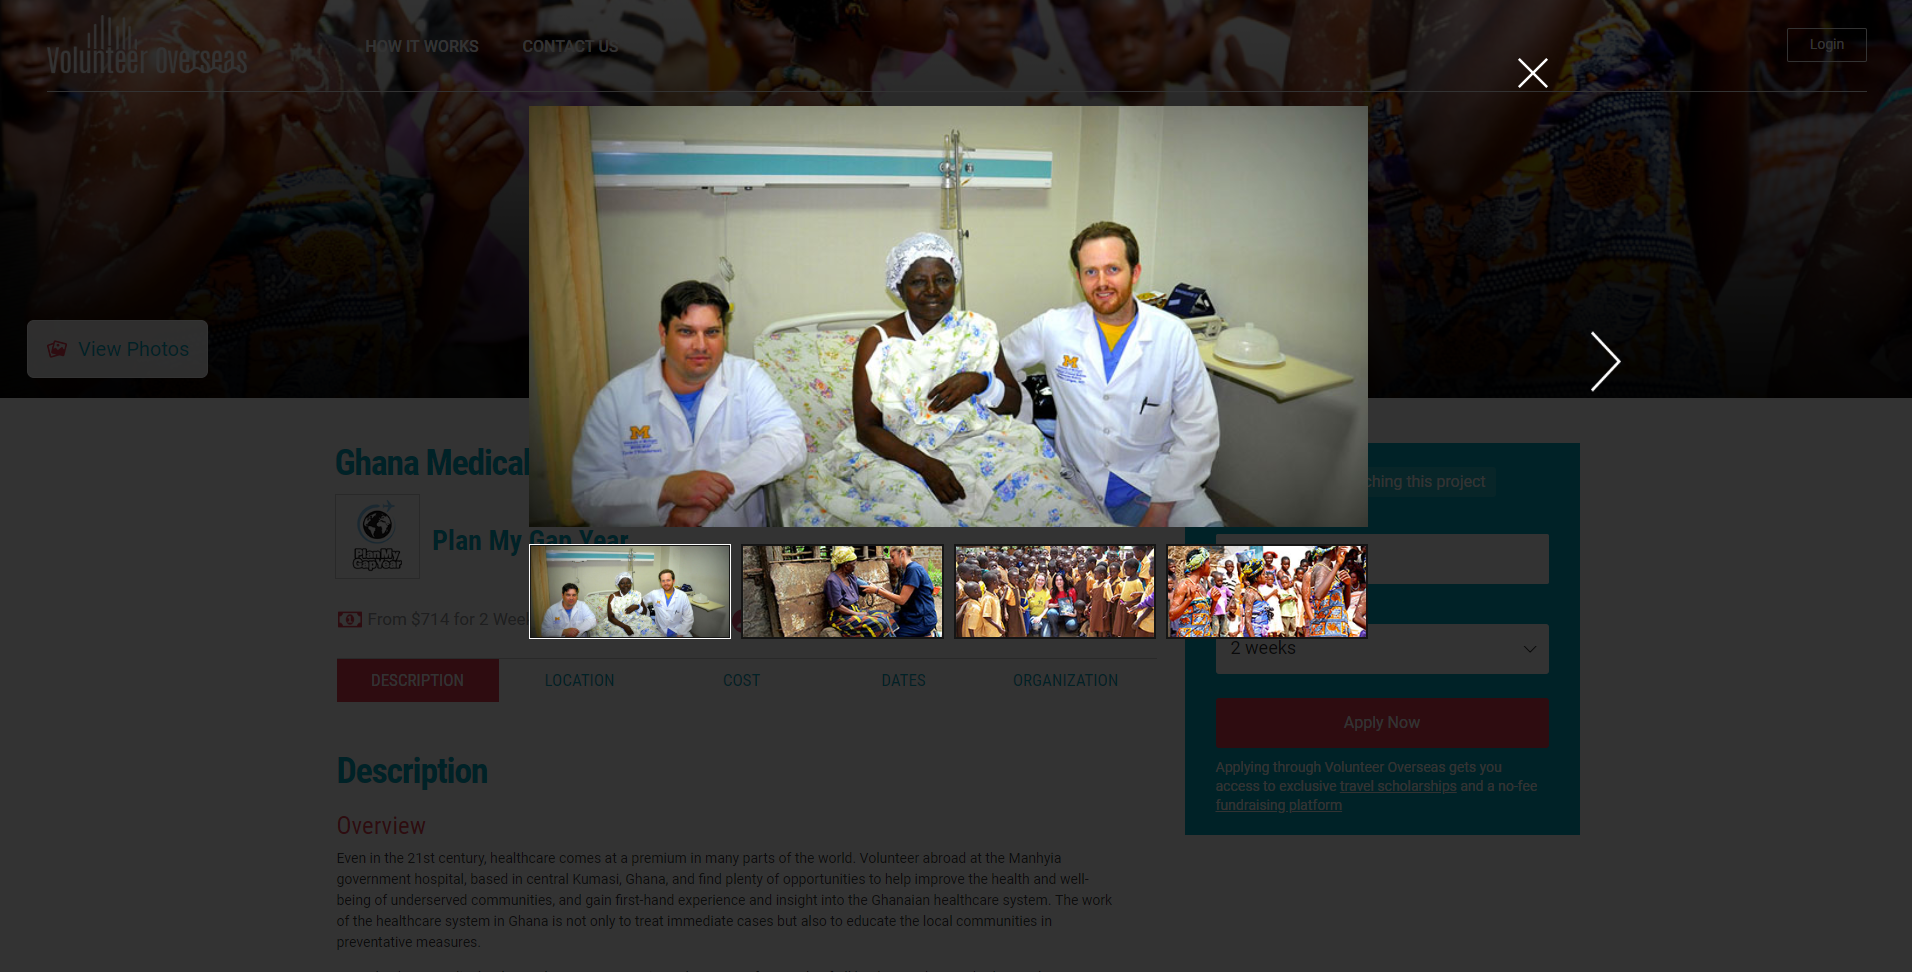 Volunteer Overseas
HOW IT WORKS
CONTACT US
Login
View Photos
M
M
Ghana Medical
ching this project
Plan My Gap Year
Plan My
Gap Year
From $714 for 2
2 weeks
DESCRIPTION
LOCATION
COST
DATES
ORGANIZATION
Apply Now
Applying through Volunteer Overseas gets you
access to exclusive travel scholarships and a no-fee
fundraising platform
Description
Overview
Even in the 21st century, healthcare comes at a premium in many parts of the world. Volunteer abroad at the Manhyia
government hospital, based in central Kumasi, Ghana, and find plenty of opportunities to help improve the health and well-
being of underserved communities, and gain first-hand experience and insight into the Ghanaian healthcare system. The work
of the healthcare system in Ghana is not only to treat immediate cases but also to educate the local communities in
preventative measures.